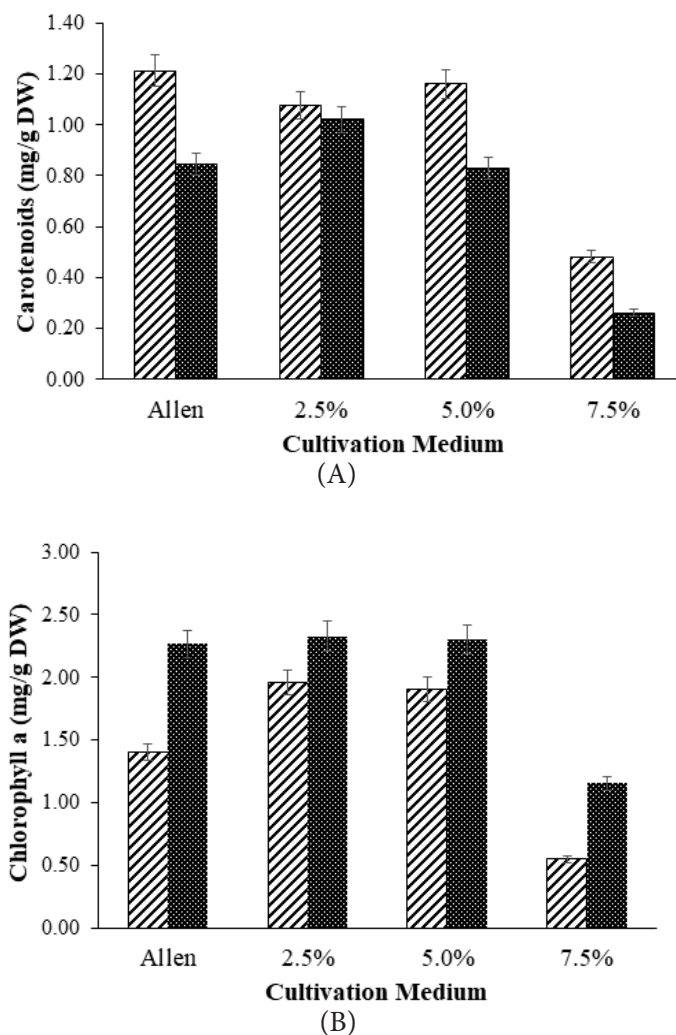 1.40
1.20
1.00
0.80
0.60
0.40
0.20
0.00
Carotenoids (mg/g DW)
Allen 2.5% 5.0% 7.5%
Cultivation Medium
(A)
3.00
2.50
2.00
1.50
1.00
0.50
0.00
Chlorophyll a (mg/g DW)
Allen 2.5% 5.0% 7.5%
Cultivation Medium
(B)